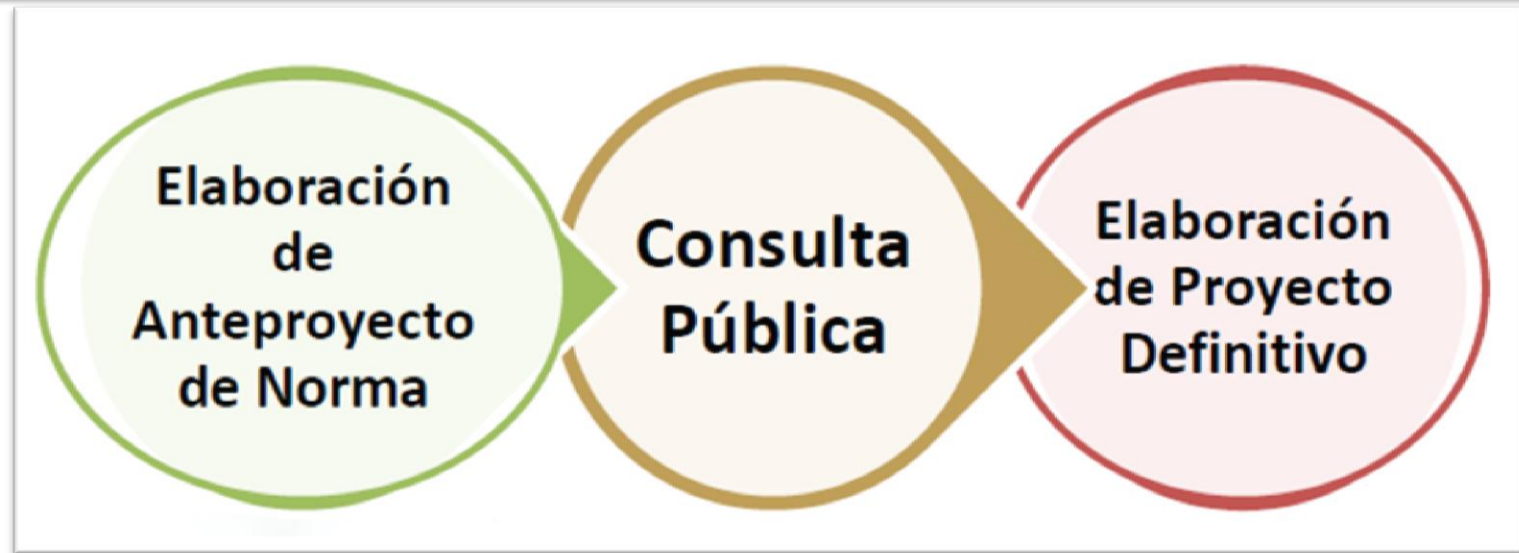 Elaboración
de
Anteproyecto
de Norma
Consulta
Pública
Elaboración
de Proyecto
Definitivo